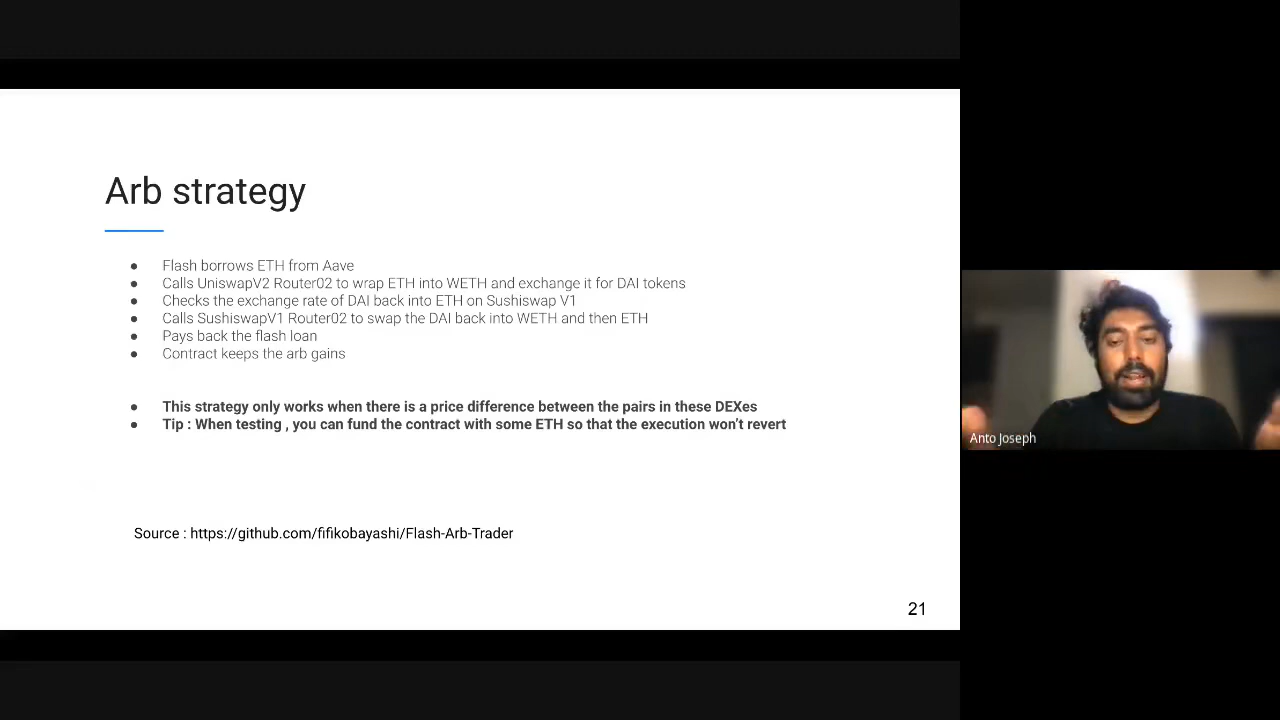 Arb strategy
● Flash borrows ETH from Aave
● Calls UniswapV2 Router02 to wrap ETH into WETH and exchange it for DAI tokens
● Checks the exchange rate of DAI back into ETH on Sushiswap V1
● Calls SushiswapV1 Router02 to swap the DAI back into WETH and then ETH
● Pays back the flash loan
● Contract keeps the arb gains
● This strategy only works when there is a price difference between the pairs in these DEXes
● Tip : When testing , you can fund the contract with some ETH so that the execution won’t revert
Source : https://github.com/fifikobayashi/Flash-Arb-Trader
21
Anto Joseph